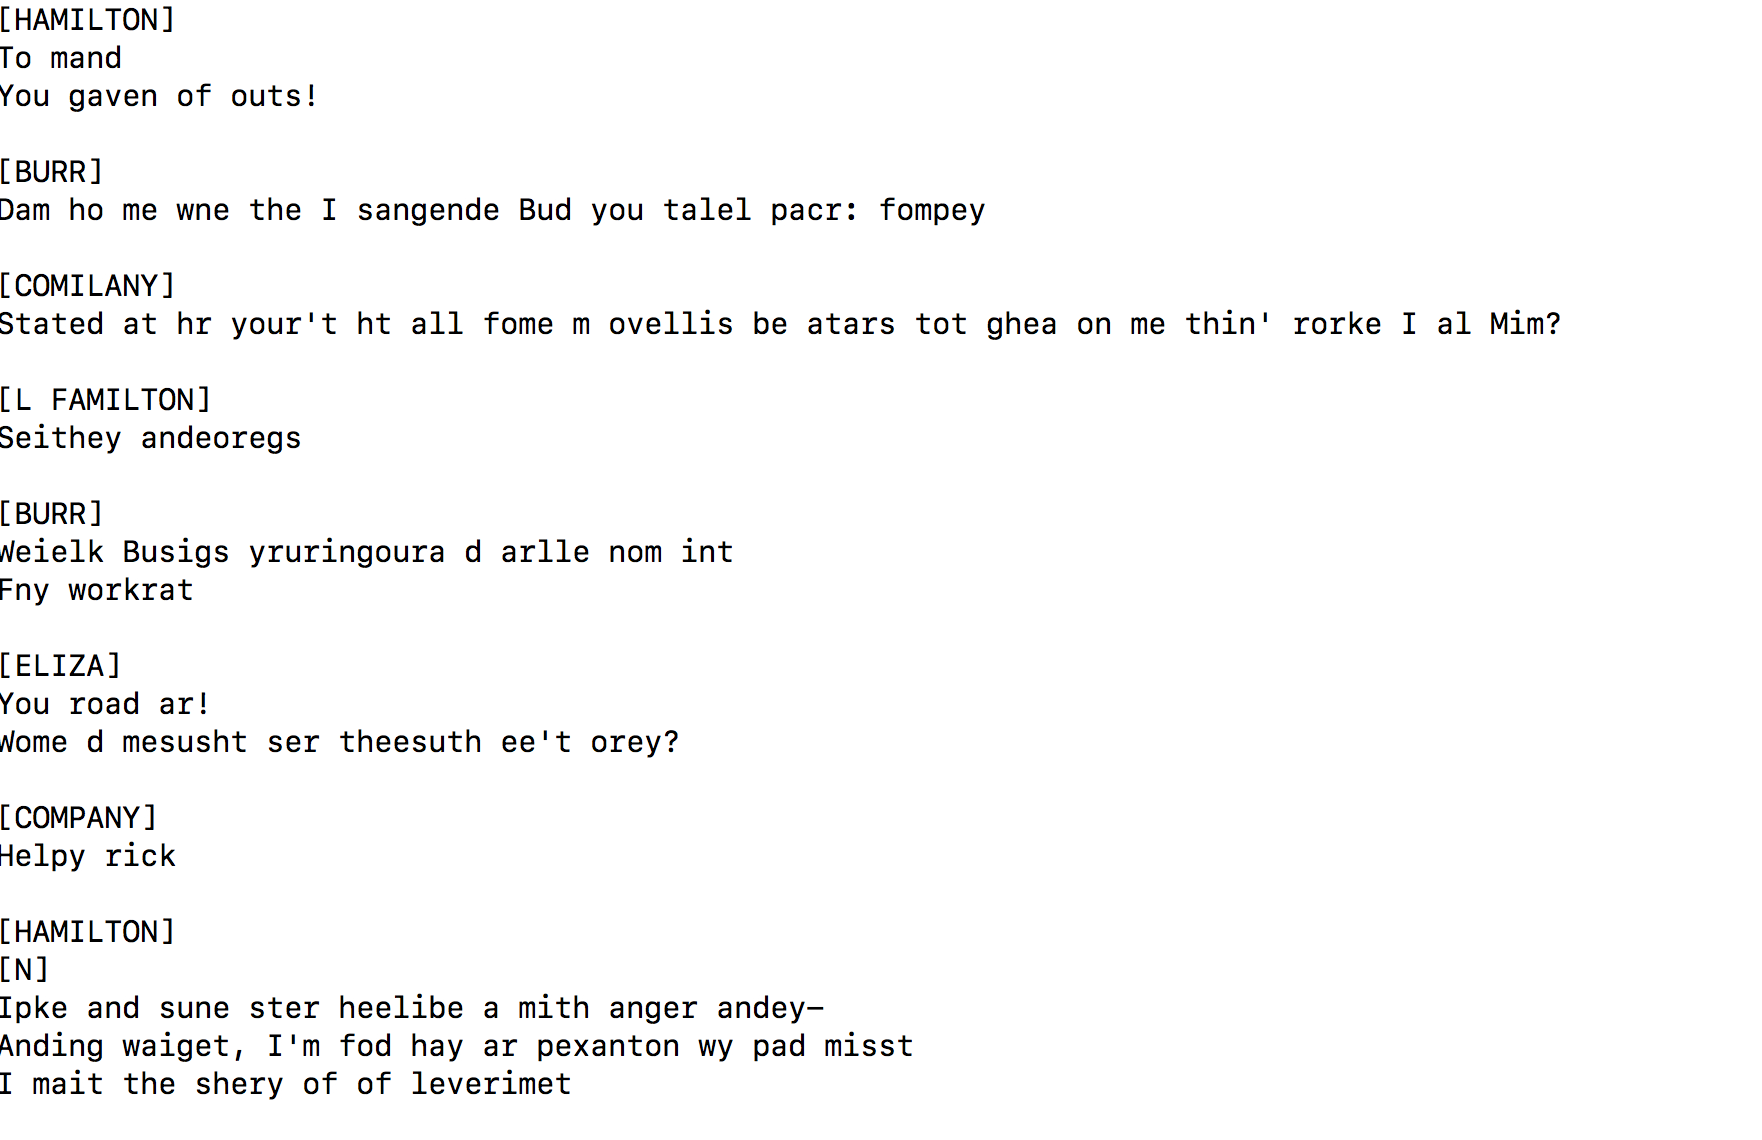 [HAMILTON]
To mand
You gaven of outs!
[BURR]
Dam ho me wne the I sangende Bud you talel pacr: fompey
[COMILANY]
Stated at hr your't ht all fome m ovellis be atars tot ghea on me thin' rorke I al Mim?
[L FAMILTON]
Seithey andeoregs
[BURR]
Weielk Busigs yruringoura d arlle nom int
Fny workrat
[ELIZA]
You road ar!
Wome d mesusht ser theesuth ee't orey?
[COMPANY]
Helpy rick
[HAMILTON]
[N]
Ipke and sune ster heelibe a mith anger andey—
Anding waiget, I'm fod hay ar pexanton wy pad misst
I mait the shery of of leverimet